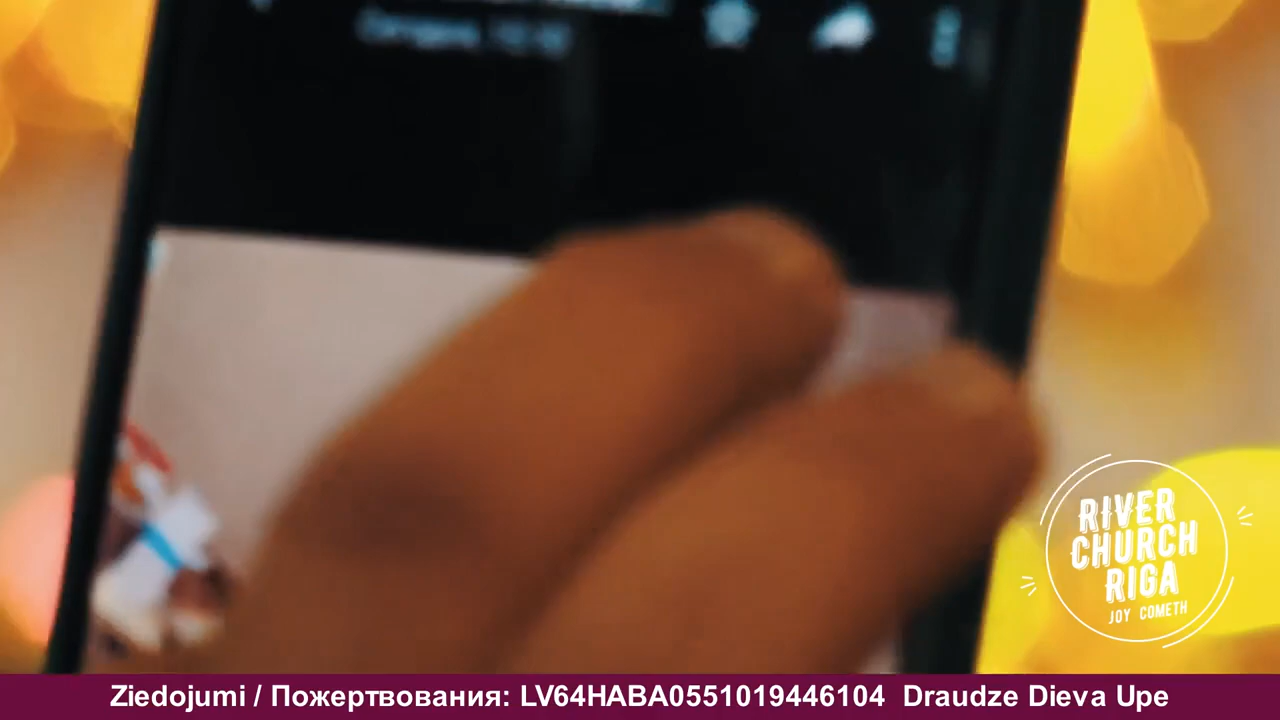 RIVER
CHURCH
RIGA
JOY COMETH
Ziedojumi / Пожертвования: LV64HABA0551019446104 Draudze Dieva Upe